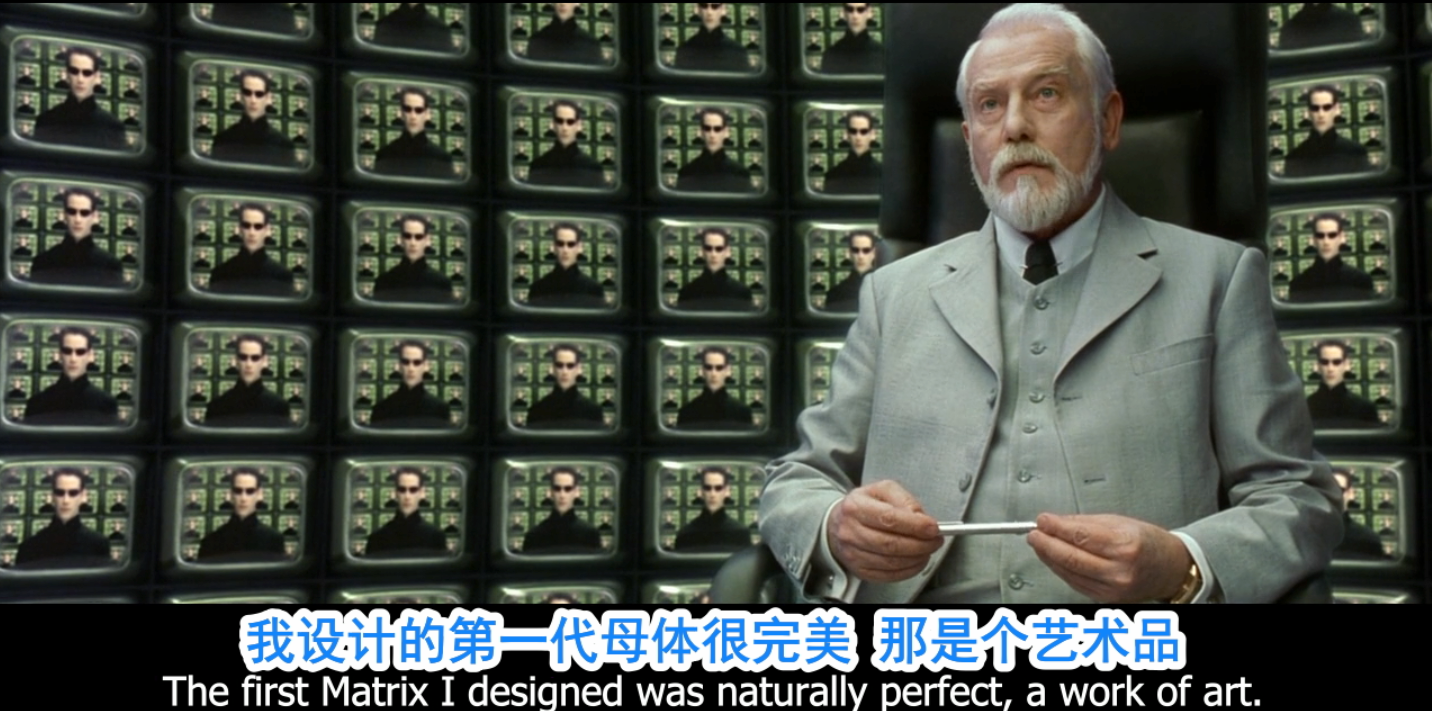 我设计的第一代母体很完美 那是个艺术品
The first Matrix I designed was naturally perfect, a work of art.